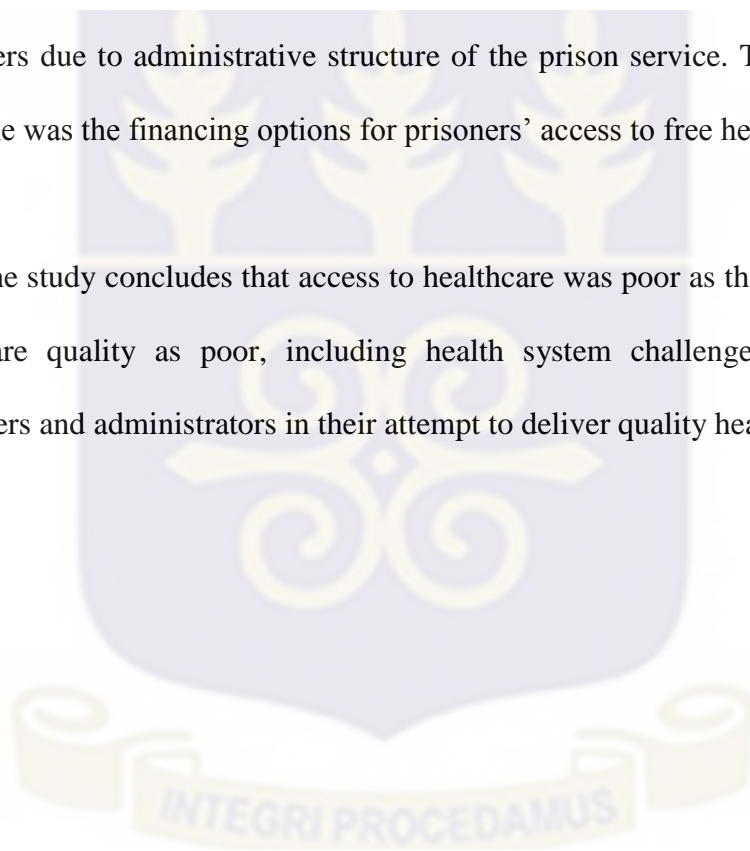 ers due to administrative structure of the prison service. T
e was the financing options for prisoners’ access to free he
ne study concludes that access to healthcare was poor as th
are quality as poor, including health system challenge
ers and administrators in their attempt to deliver quality hea
INTEGRI PROCEDAMUS